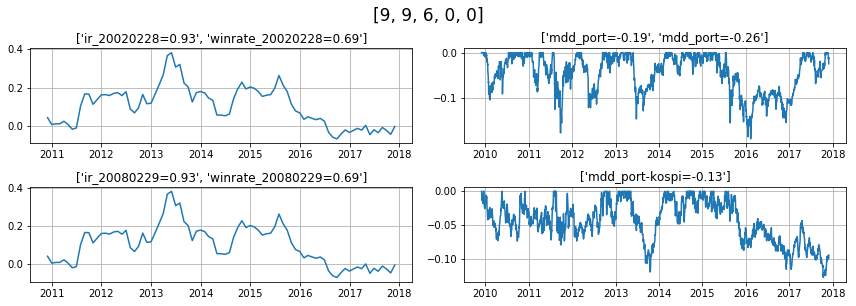 [9, 9, 6, 0, 0]
['ir_20020228=0.93', 'winrate_20020228=0.69']
0.4
0.2
0.0
2011 2012 2013 2014 2015 2016 2017 2018
['mdd_port=-0.19', 'mdd_port=-0.26']
0.0
−0.1
2010 2011 2012 2013 2014 2015 2016 2017 2018
['ir_20080229=0.93', 'winrate_20080229=0.69']
0.4
0.2
0.0
2011 2012 2013 2014 2015 2016 2017 2018
['mdd_port-kospi=-0.13']
0.00
−0.05
−0.10
2010 2011 2012 2013 2014 2015 2016 2017 2018